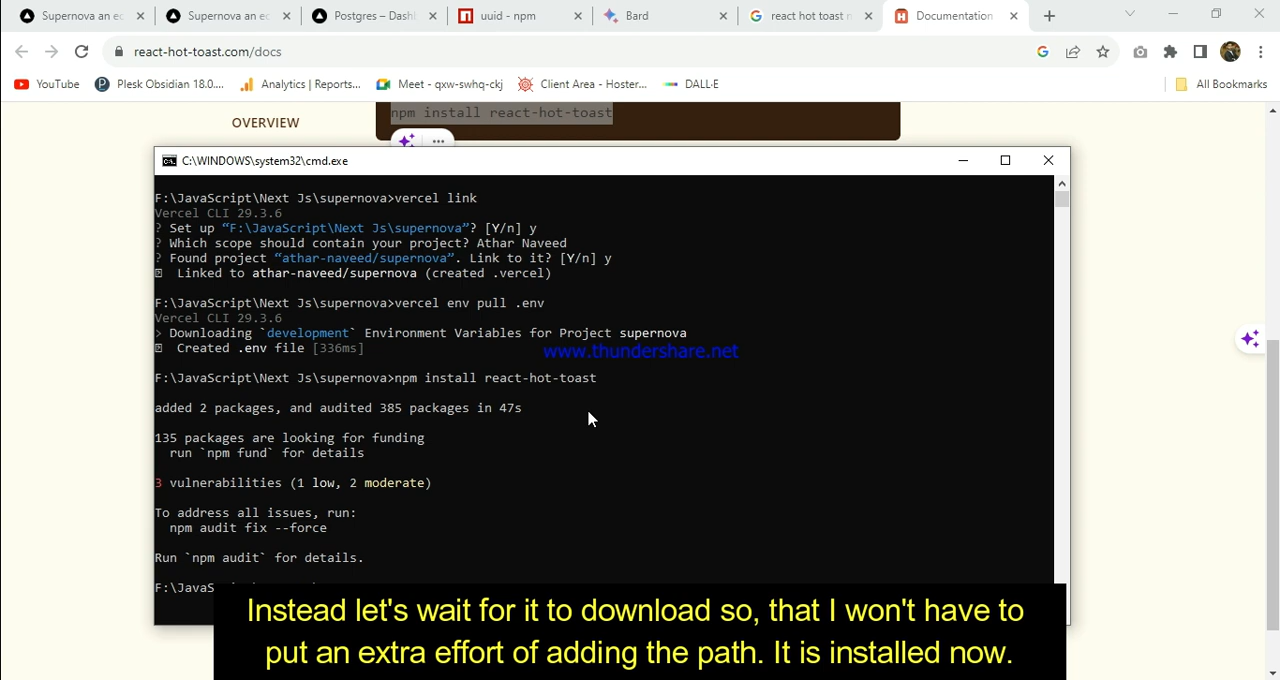 Supernova an ec
Supernova an ec
Postgres – Dash
uuid - npm
Bard
react hot toast n
Documentation
react-hot-toast.com/docs
YouTube
Plesk Obsidian 18.0....
Analytics | Reports...
Meet - qxw-swhq-ckj
Client Area - Hoster...
DALL·E
All Bookmarks
npm install react-hot-toast
OVERVIEW
C:\WINDOWS\system32\cmd.exe
F:\JavaScript\Next Js\supernova>vercel link
Vercel CLI 29.3.6
? Set up “F:\JavaScript\Next Js\supernova”? [Y/n] y
? Which scope should contain your project? Athar Naveed
? Found project “athar-naveed/supernova”. Link to it? [Y/n] y
Linked to athar-naveed/supernova (created .vercel)
F:\JavaScript\Next Js\supernova>vercel env pull .env
Vercel CLI 29.3.6
> Downloading `development` Environment Variables for Project supernova
Created .env file [336ms]
www.thundershare.net
F:\JavaScript\Next Js\supernova>npm install react-hot-toast
added 2 packages, and audited 385 packages in 47s
135 packages are looking for funding
run `npm fund` for details
3 vulnerabilities (1 low, 2 moderate)
To address all issues, run:
npm audit fix --force
Run `npm audit` for details.
F:\JavaS
Instead let's wait for it to download so, that I won't have to
put an extra effort of adding the path. It is installed now.